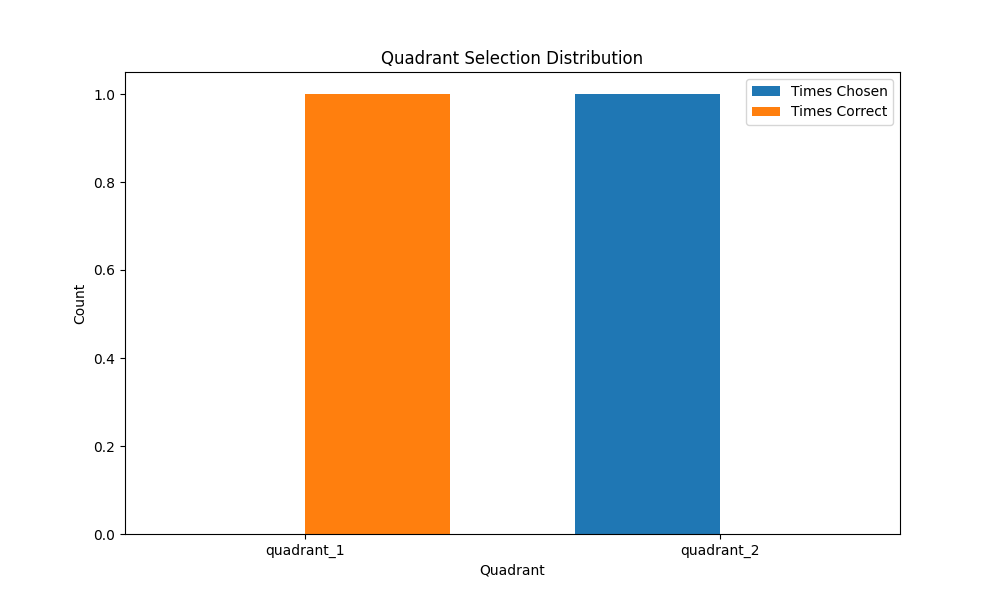 Quadrant Selection Distribution
Times Chosen
Times Correct
1.0
0.8
0.6
0.4
0.2
0.0
Count
quadrant_1
quadrant_2
Quadrant